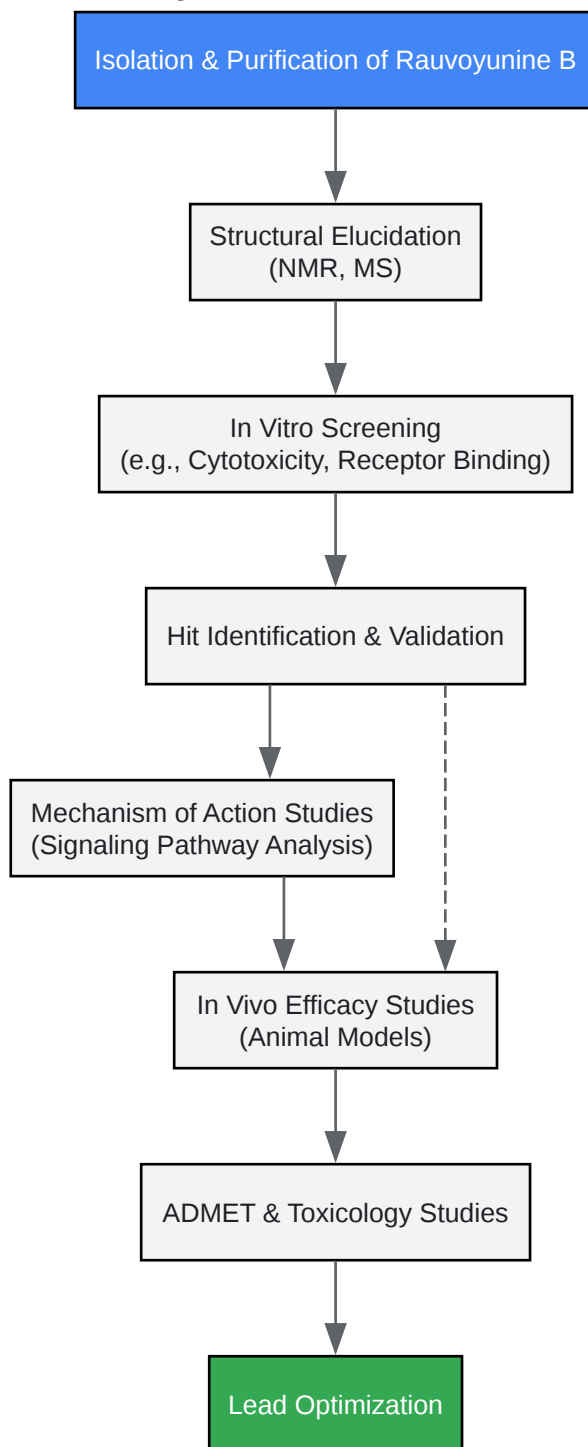 Isolation & Purification of Rauvoyunine B
Structural Elucidation
(NMR, MS)
In Vitro Screening
(e.g., Cytotoxicity, Receptor Binding)
Hit Identification & Validation
Mechanism of Action Studies
(Signaling Pathway Analysis)
In Vivo Efficacy Studies
(Animal Models)
ADMET & Toxicology Studies
Lead Optimization